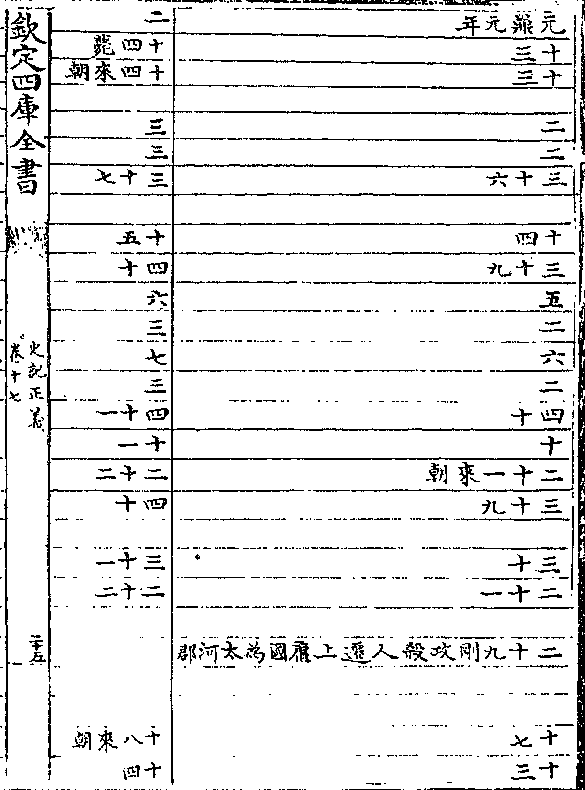 元鼎元年
十三
十三
二
二
三十六
十四
三十九
五
二
六
二
四十
十
二十一來朝
三十九
三十
二十一
二十九剛攻殺人遷上庸國為太河郡
十七
十三
二
十四薨
十四來朝
三
三
三十七
十五
四十
六
三
七
三
四十一
十一
二十二
四十
三十一
二十二
十八來朝
十四
欽定四庫全書
史記正義
卷十七
二十五